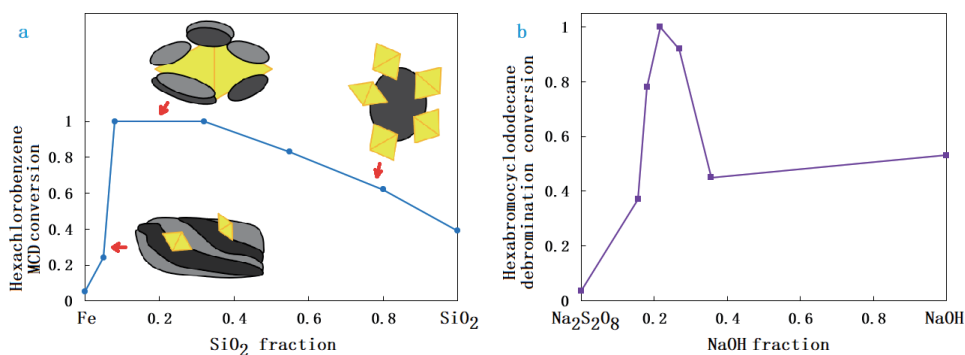 a
Hexachlorobenzene
MCD conversion
1
0.8
0.6
0.4
0.2
0
Fe
0.2
0.4
0.6
0.8
SiO₂
SiO₂ fraction
b
Hexabromocyclododecane
debromination conversion
1
0.8
0.6
0.4
0.2
0
Na₂S₂O₈
0.2
0.4
0.6
0.8
NaOH
NaOH fraction